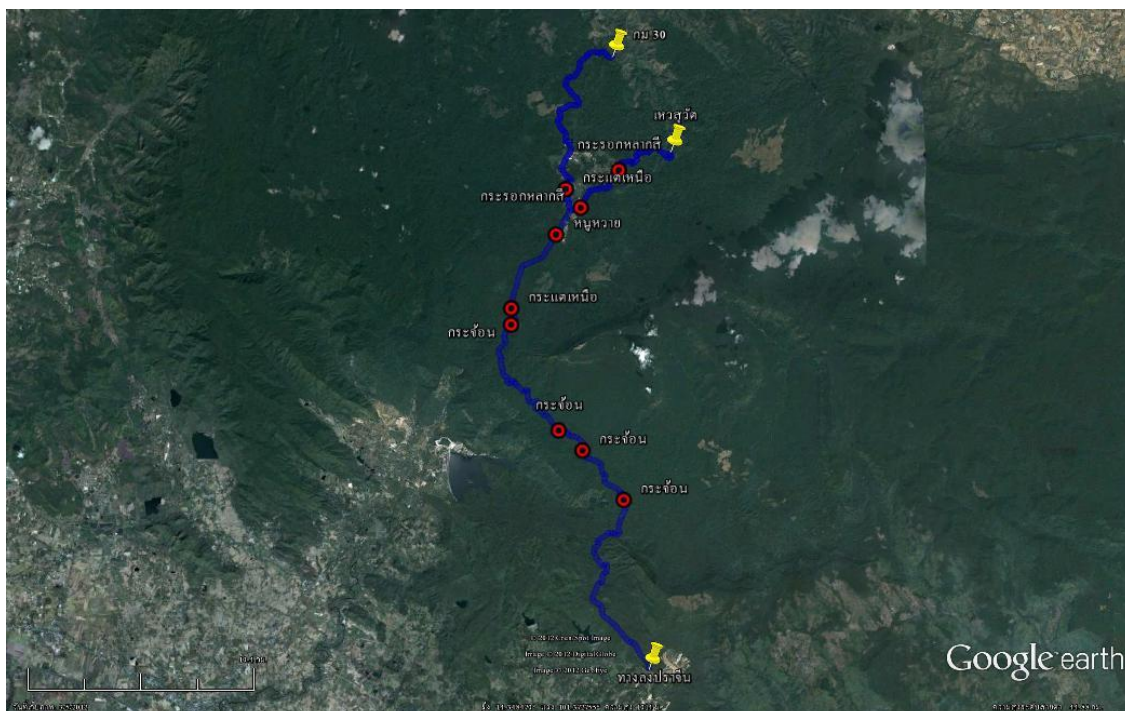 กม 30
เหวสุวัต
กระรอกหลากสี
กระแตเหนือ
กระรอกหลากสี
หนูหวาย
กระแตเหนือ
กระจ้อน
กระจ้อน
กระจ้อน
กระจ้อน
ทางลงปราจีน
Google earth